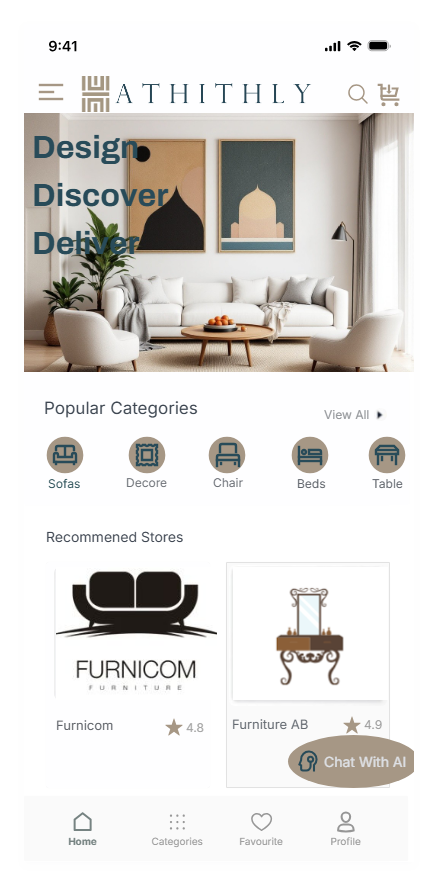 9:41
ATHITHLY
Design
Discover
Deliver
Popular Categories
View All
Sofas Decore Chair Beds Table
Recommened Stores
FURNICOM
FURNITURE
Furnicom 4.8
Furniture AB 4.9
Chat With AI
Home Categories Favourite Profile